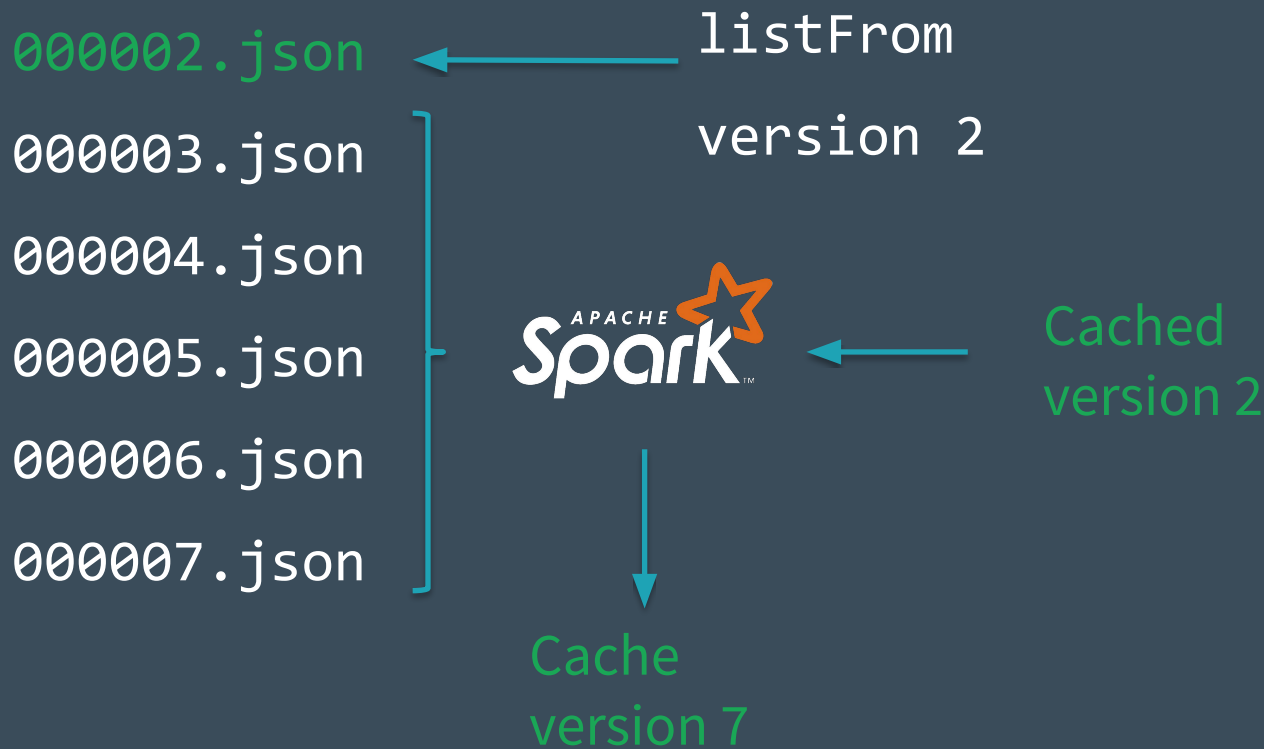 000002.json
listFrom
version 2
000003.json
000004.json
000005.json
000006.json
000007.json
APACHE
Spark™
Cached
version 2
Cache
version 7